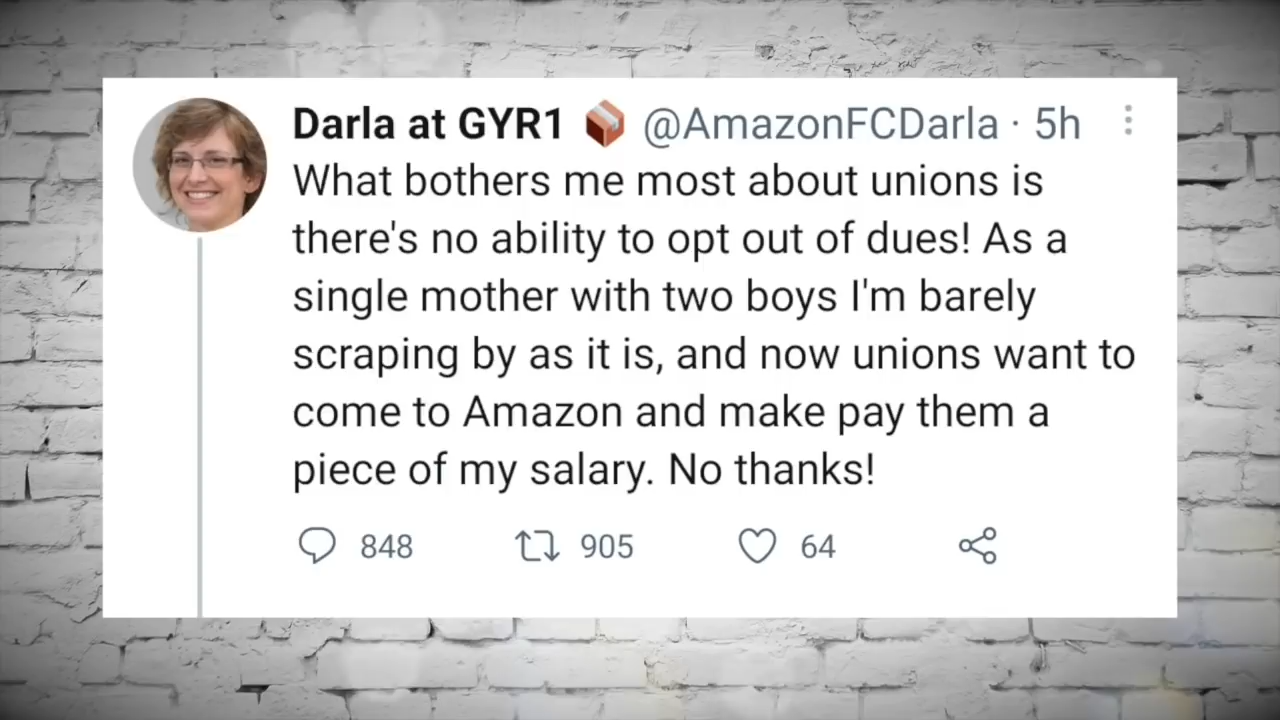 Darla at GYR1 📦 @AmazonFCDarla · 5h
What bothers me most about unions is
there's no ability to opt out of dues! As a
single mother with two boys I'm barely
scraping by as it is, and now unions want to
come to Amazon and make pay them a
piece of my salary. No thanks!
848 905 64